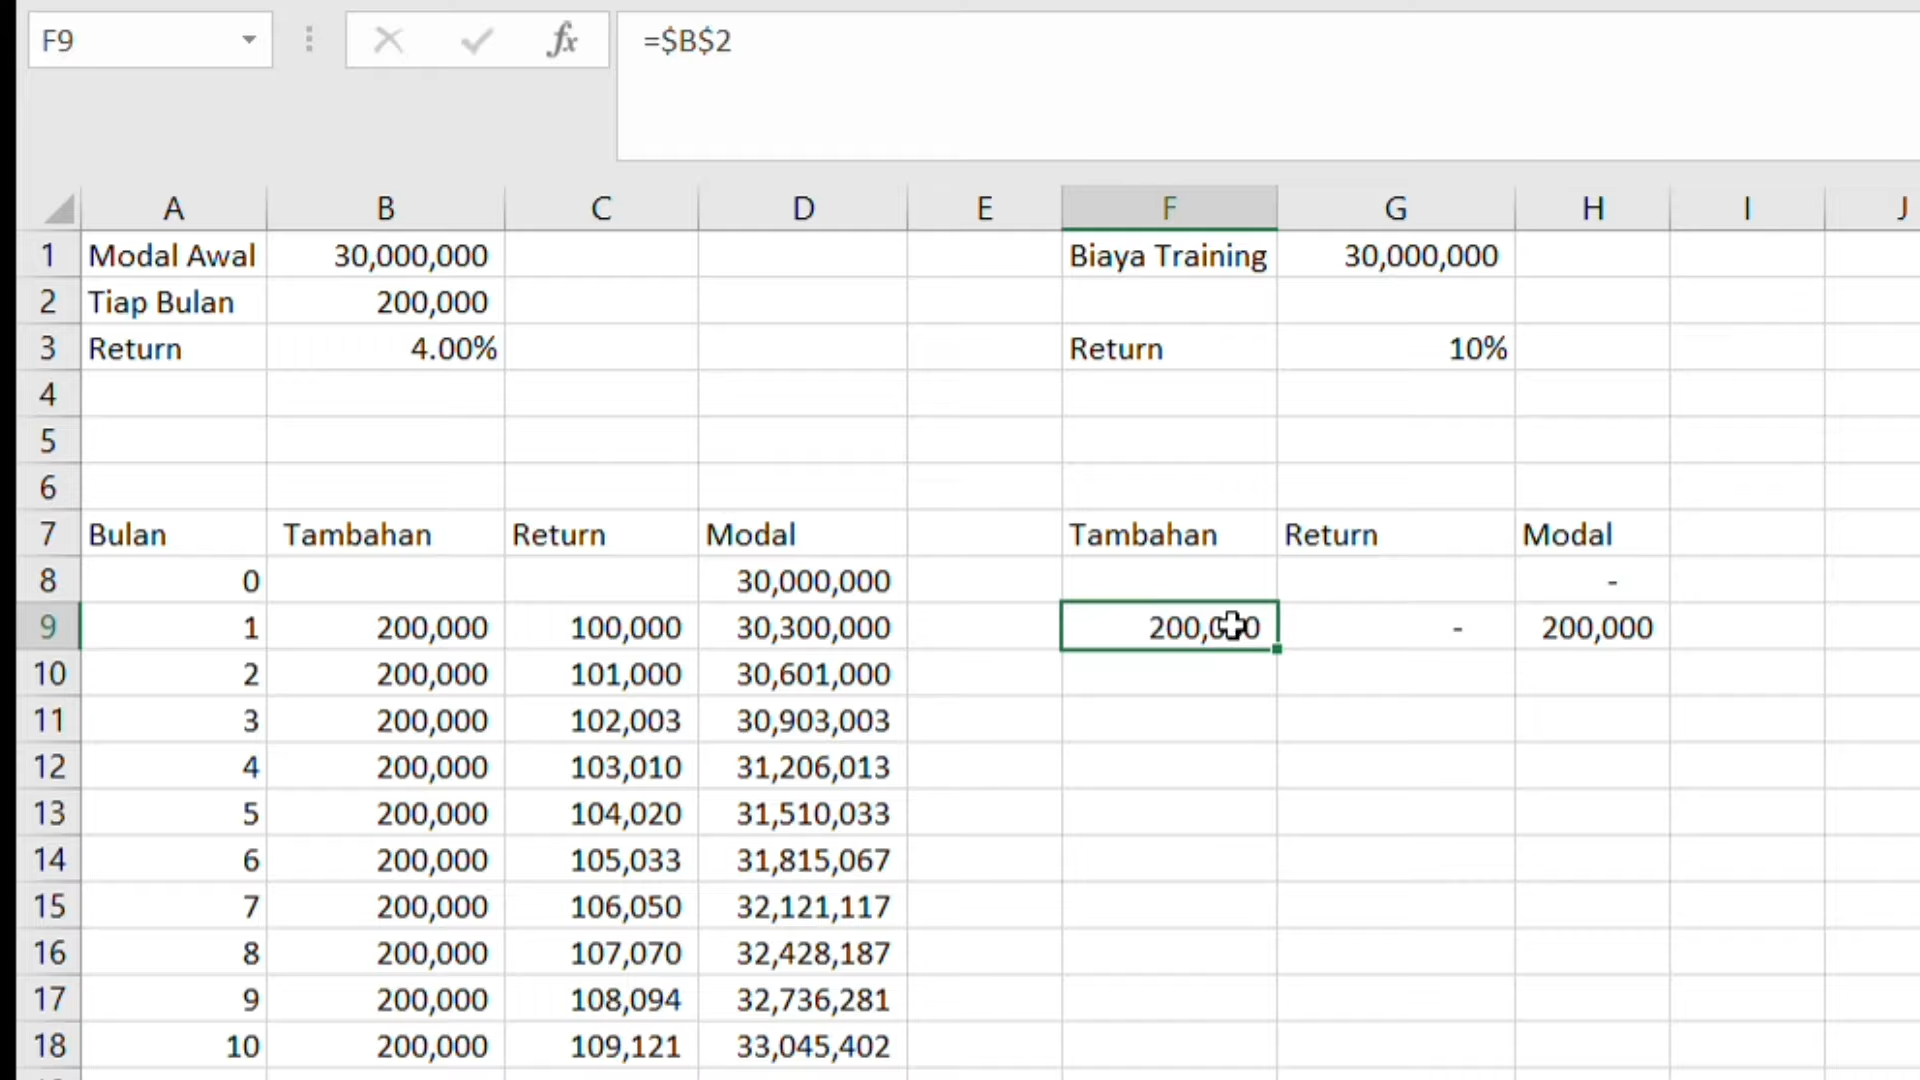 F9 fx =$B$2
A B C D E F G H I J
1 Modal Awal 30,000,000 Biaya Training 30,000,000
2 Tiap Bulan 200,000
3 Return 4.00% Return 10%
4
5
6
7 Bulan Tambahan Return Modal Tambahan Return Modal
8 0 30,000,000 -
9 1 200,000 100,000 30,300,000 200,000 - 200,000
10 2 200,000 101,000 30,601,000
11 3 200,000 102,003 30,903,003
12 4 200,000 103,010 31,206,013
13 5 200,000 104,020 31,510,033
14 6 200,000 105,033 31,815,067
15 7 200,000 106,050 32,121,117
16 8 200,000 107,070 32,428,187
17 9 200,000 108,094 32,736,281
18 10 200,000 109,121 33,045,402